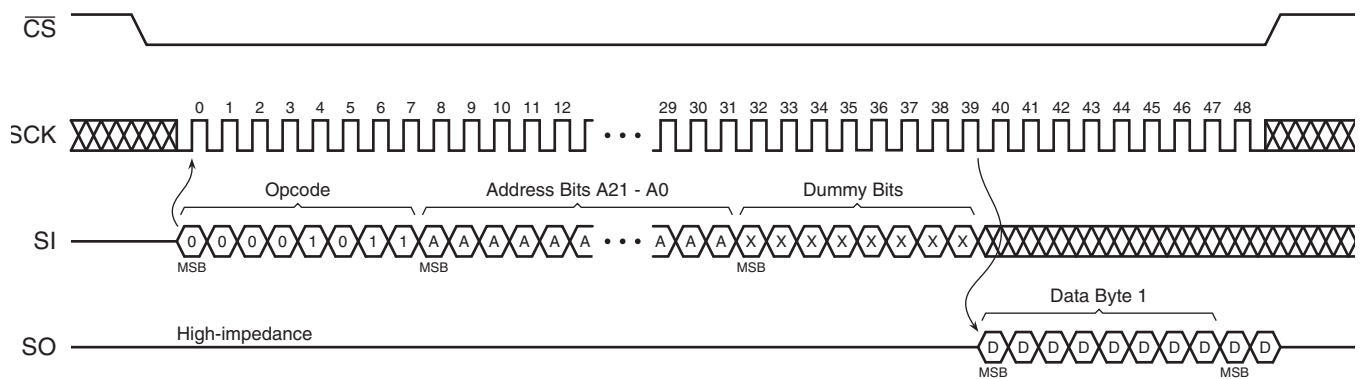 CS
SCK 0 1 2 3 4 5 6 7 8 9 10 11 12 29 30 31 32 33 34 35 36 37 38 39 40 41 42 43 44 45 46 47 48
Opcode Address Bits A21 - A0 Dummy Bits
SI 0 0 0 0 1 0 1 1 A A A A A A A A A X X X X X X X X
MSB MSB MSB
Data Byte 1
High-impedance
SO D D D D D D D D D D
MSB MSB